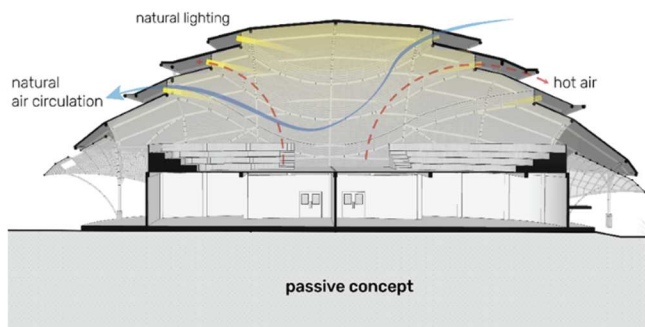 natural lighting
natural
air circulation
hot air
passive concept